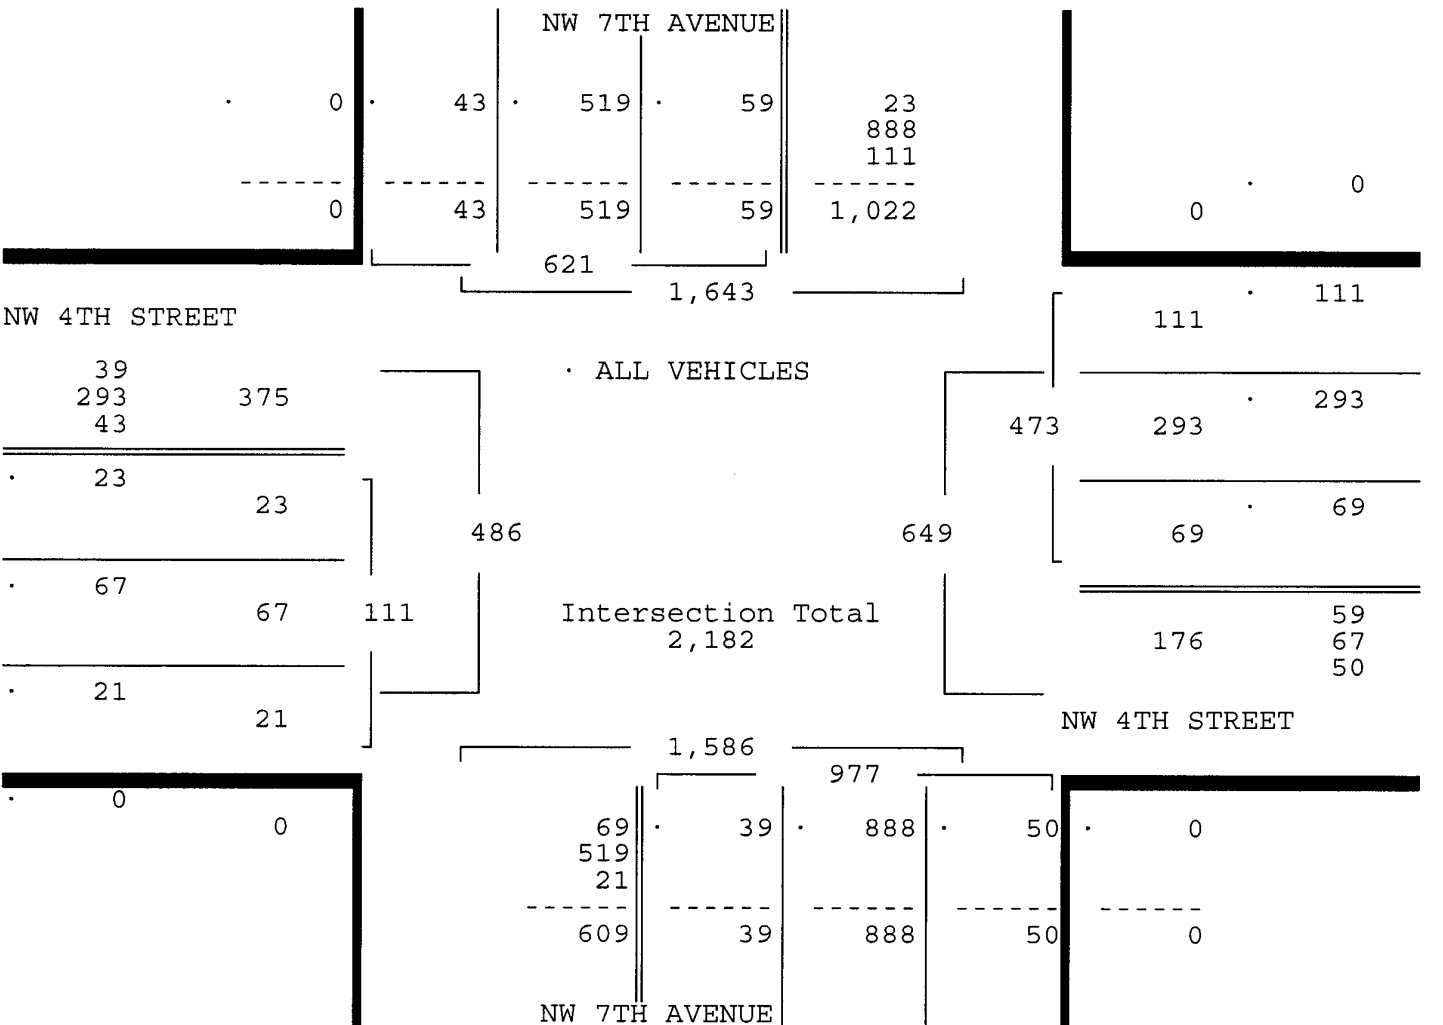 NW 7TH AVENUE
· 0 · 43 · 519 · 59 23
888
111
------ ------ ------ ------ ------
· 0
0 43 519 59 1,022 0
621
1,643 · 111
NW 4TH STREET 111
39 · ALL VEHICLES
293 375 · 293
43 473 293
· 23
23 · 69
486 649 69
· 67
67 111 Intersection Total 59
2,182 176 67
50
· 21
21 NW 4TH STREET
1,586
977
· 0
0 69 · 39 · 888 · 50 · 0
519
21
------ ------ ------ ------ ------
609 39 888 50 0
NW 7TH AVENUE